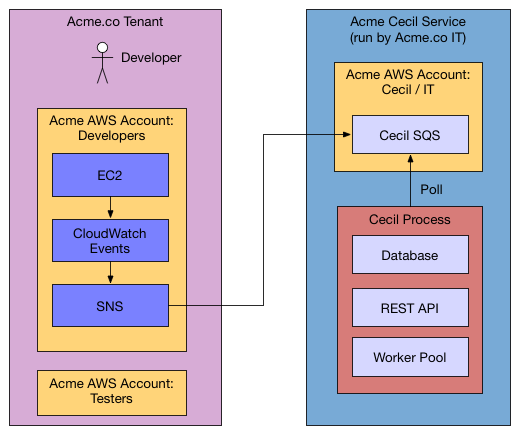 Acme.co Tenant
Developer
Acme AWS Account:
Developers
EC2
CloudWatch
Events
SNS
Acme AWS Account:
Testers
Acme Cecil Service
(run by Acme.co IT)
Acme AWS Account:
Cecil / IT
Cecil SQS
Poll
Cecil Process
Database
REST API
Worker Pool